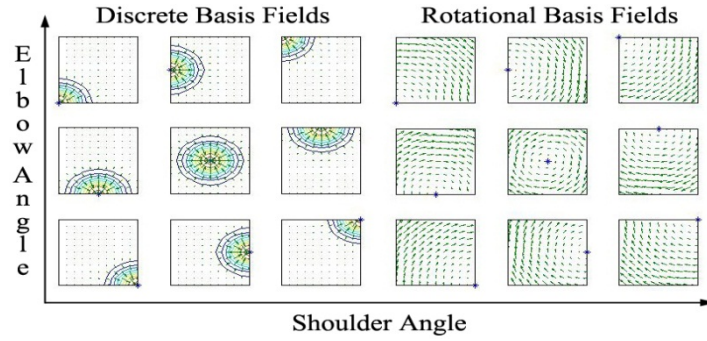 Discrete Basis Fields
Rotational Basis Fields
Elbow Angle
Shoulder Angle